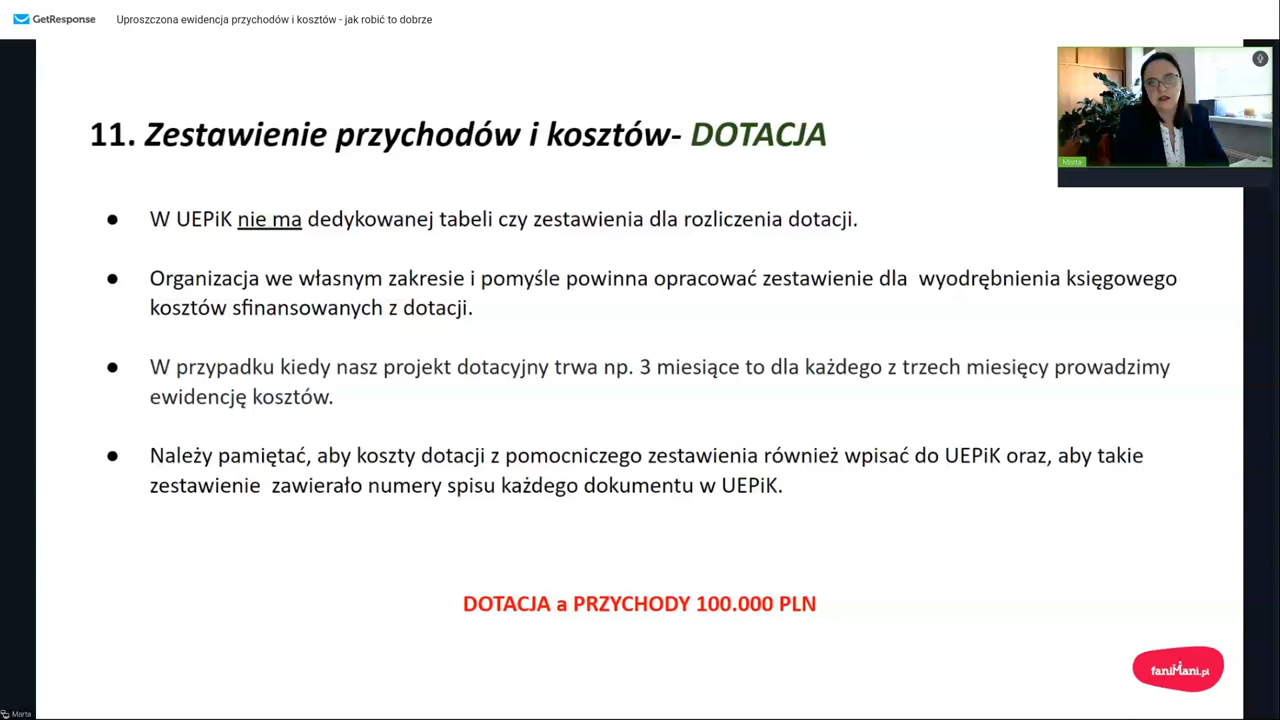 GetResponse Uproszczona ewidencja przychodów i kosztów - jak robić to dobrze
Marta
11. Zestawienie przychodów i kosztów- DOTACJA
● W UEPiK nie ma dedykowanej tabeli czy zestawienia dla rozliczenia dotacji.
● Organizacja we własnym zakresie i pomyśle powinna opracować zestawienie dla wyodrębnienia księgowego
kosztów sfinansowanych z dotacji.
● W przypadku kiedy nasz projekt dotacyjny trwa np. 3 miesiące to dla każdego z trzech miesięcy prowadzimy
ewidencję kosztów.
● Należy pamiętać, aby koszty dotacji z pomocniczego zestawienia również wpisać do UEPiK oraz, aby takie
zestawienie zawierało numery spisu każdego dokumentu w UEPiK.
DOTACJA a PRZYCHODY 100.000 PLN
faniMani.pl
Marta